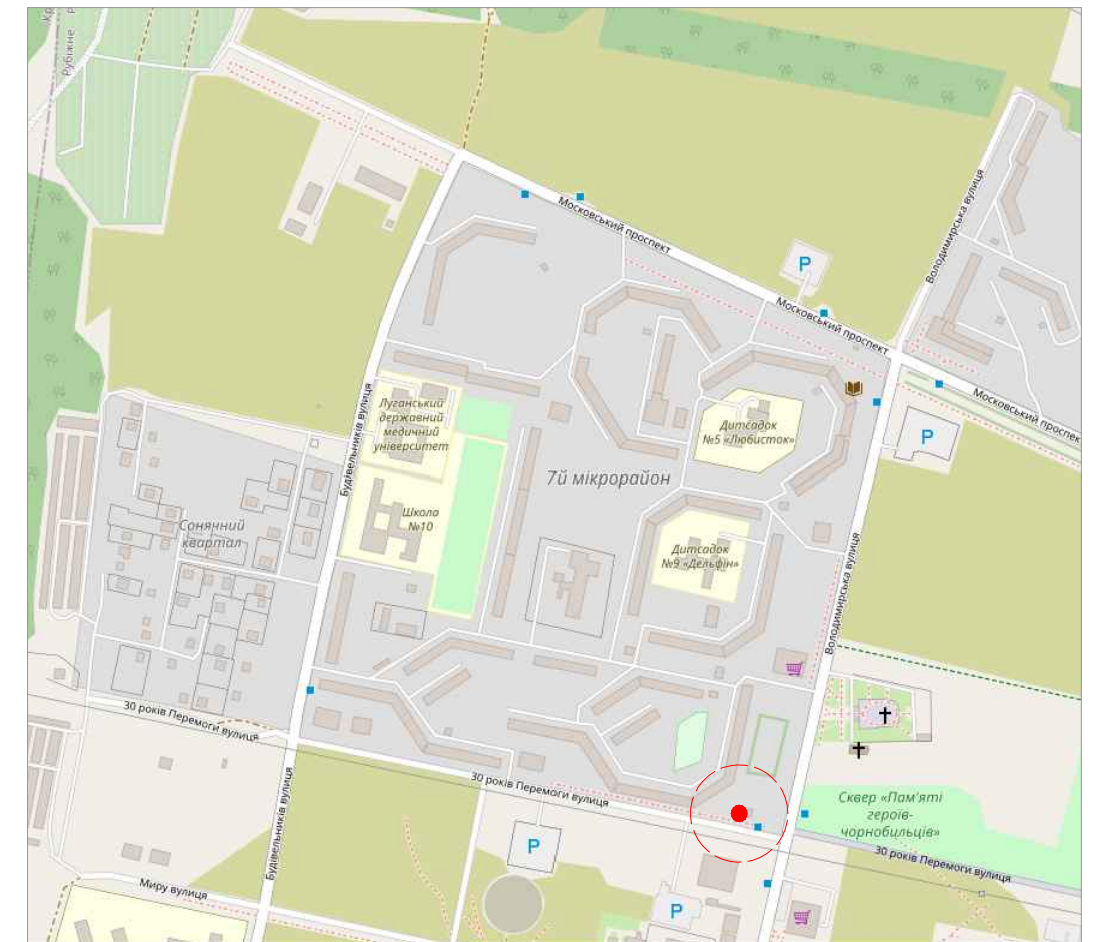 Рубіжне
Московський проспект
Володимирська вулиця
P
Московський проспект
Московський проспек
Будівельників вулиця
Луганський
державний
медичний
університет
Дитсадок
№5 «Любисток»
P
7й мікрорайон
Школа
№10
Сонячний
квартал
Дитсадок
№9 «Дельфін»
Володимирська вулиця
30 років Перемоги вулиця
30 років Перемоги вулиця
Сквер «Пам'яті
героїв-
чорнобильців»
30 років Перемоги вулиця
Будівельників вулиця
P
Миру вулиця
P